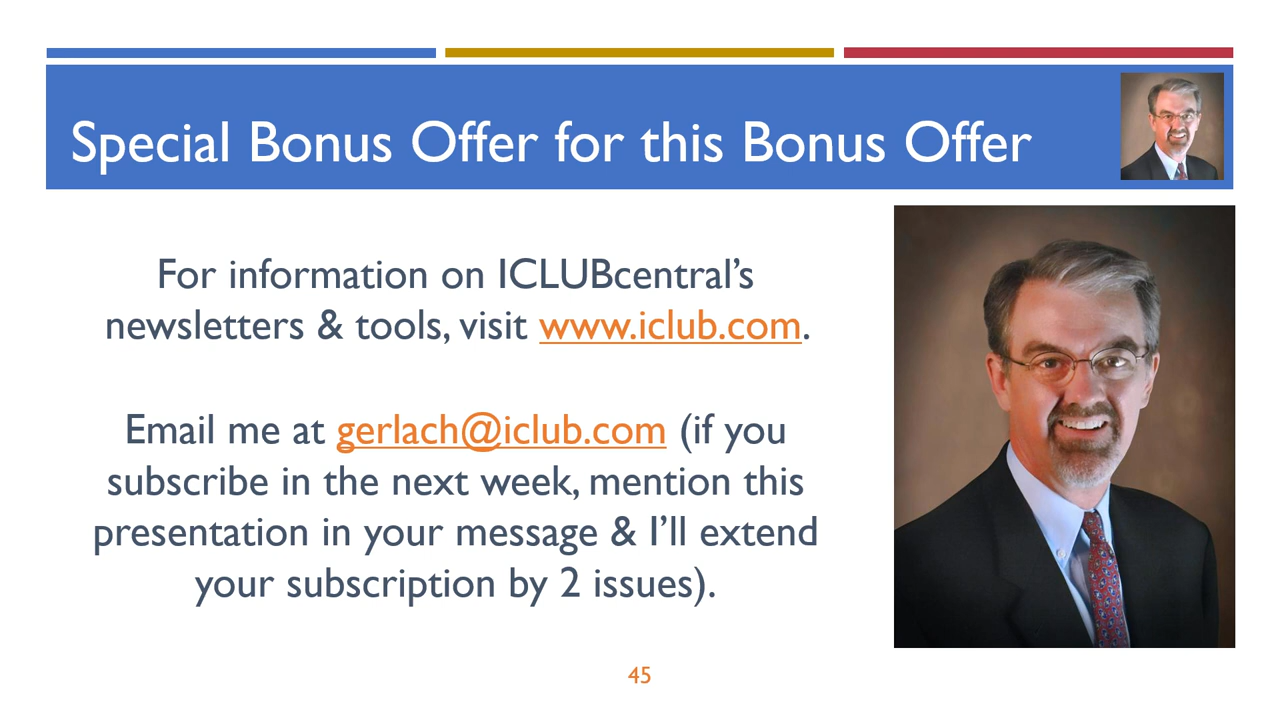 Special Bonus Offer for this Bonus Offer
For information on ICLUBcentral’s
newsletters & tools, visit www.iclub.com.
Email me at gerlach@iclub.com (if you
subscribe in the next week, mention this
presentation in your message & I’ll extend
your subscription by 2 issues).
45